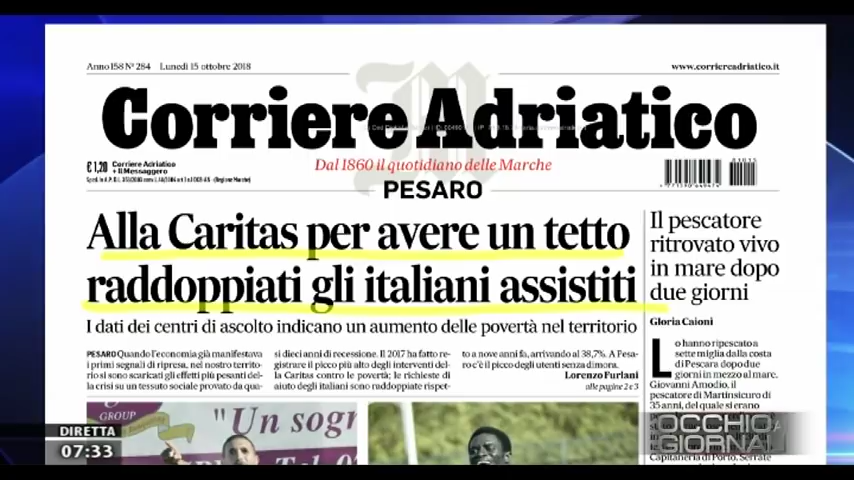 Anno 158 N° 284 Lunedì 15 ottobre 2018
www.corriereadriatico.it
Corriere Adriatico
€ 1,20 Corriere Adriatico
+ Il Messaggero
Dal 1860 il quotidiano delle Marche
PESARO
Alla Caritas per avere un tetto
raddoppiati gli italiani assistiti
I dati dei centri di ascolto indicano un aumento delle povertà nel territorio
PESARO Quando l'economia già manifestava
i primi segnali di ripresa, nel nostro territo-
rio si sono scaricati gli effetti più pesanti del-
la crisi su un tessuto sociale provato da qua-
si dieci anni di recessione. Il 2017 ha fatto re-
gistrare il picco più alto degli interventi del-
la Caritas contro le povertà; le richieste di
aiuto degli italiani sono raddoppiate rispet-
to a nove anni fa, arrivando al 38,7%. A Pesa-
ro c'è il picco degli utenti senza dimora.
Lorenzo Furlani
alle pagine 2 e 3
Il pescatore
ritrovato vivo
in mare dopo
due giorni
Gloria Caioni
Lo hanno ripescato a
sette miglia dalla costa
di Pescara dopo due
giorni in mezzo al mare.
Giovanni Amodio, il
pescatore di Martinsicuro di
35 anni, del quale si erano
Capitaneria di Porto. Serrate
GROUP
"Un sogn
DIRETTA
07:33
OCCHIO
GIORNALI